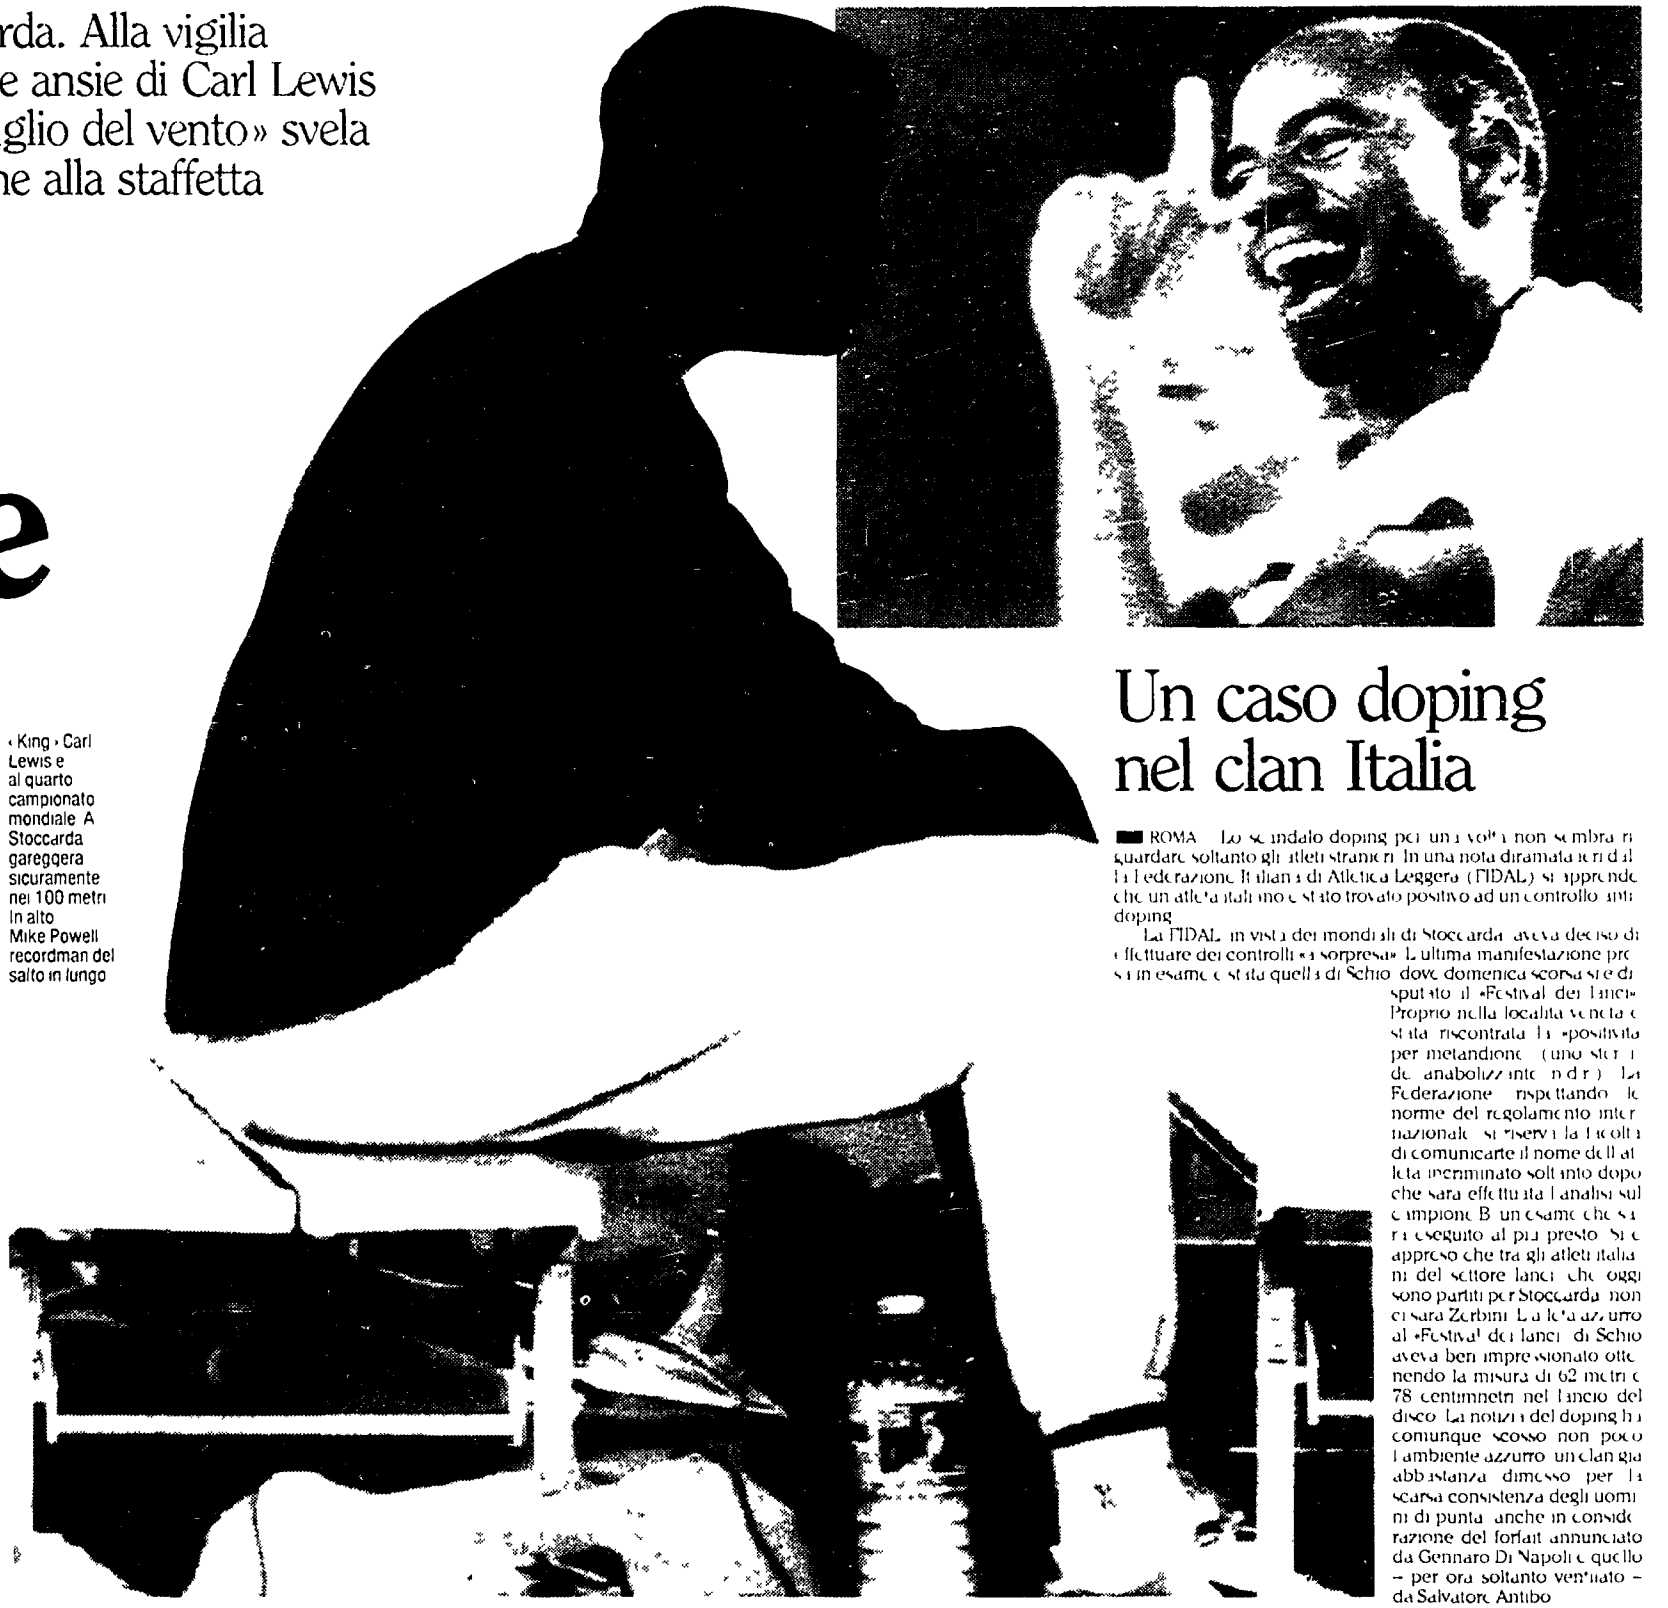 rda. Alla vigilia
e ansie di Carl Lewis
glio del vento» svela
ne alla staffetta
e
‹King› Carl
Lewis e
al quarto
campionato
mondiale A
Stoccarda
gareggera
sicuramente
nei 100 metri
In alto
Mike Powell
recordman del
salto in lungo
Un caso doping
nel clan Italia
ROMA Lo scandalo doping per una volta non sembra ri
guardare soltanto gli atleti stranieri In una nota diramata ieri dal
la Federazione Italiana di Atletica Leggera (FIDAL) si apprende
che un atleta italiano e stato trovato positivo ad un controllo anti
doping
La FIDAL in vista dei mondiali di Stoccarda aveva deciso di
effettuare dei controlli «a sorpresa» L ultima manifestazione pre
sa in esame e stata quella di Schio dove domenica scorsa si e di
sputato il «Festival dei lanci»
Proprio nella localita veneta e
stata riscontrata la «positivita
per metandione (uno steroi
de anabolizzante n d r ) La
Federazione rispettando le
norme del regolamento inter
nazionale si riserva la facolta
di comunicarte il nome dell at
leta incriminato soltanto dopo
che sara effettuata l analisi sul
campione B un esame che sa
ra eseguito al piu presto Si e
appreso che tra gli atleti italia
ni del settore lanci che oggi
sono partiti per Stoccarda non
ci sara Zerbini L atleta azzurro
al «Festival dei lanci di Schio
aveva ben impressionato otte
nendo la misura di 62 metri e
78 centimnetri nel lancio del
disco La notizia del doping ha
comunque scosso non poco
l ambiente azzurro un clan gia
abbastanza dimesso per la
scarsa consistenza degli uomi
ni di punta anche in conside
razione del forfait annunciato
da Gennaro Di Napoli e quello
– per ora soltanto ventilato –
da Salvatore Antibo